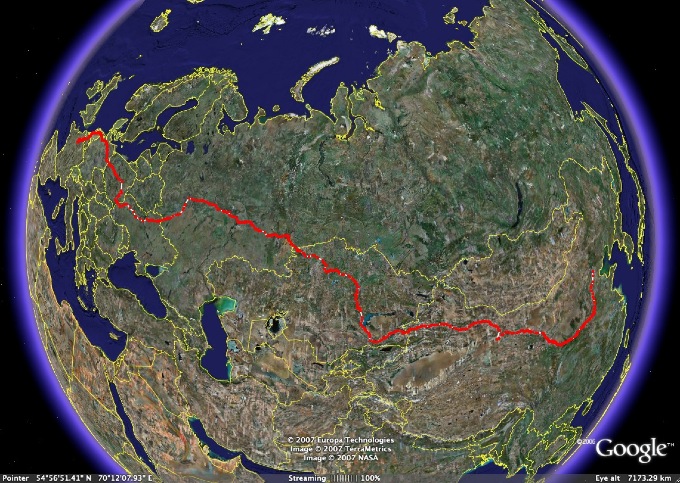 © 2007 Europa Technologies
Image © 2007 TerraMetrics
Image © 2007 NASA
©2006 Google™
Pointer 54°56'51.41" N 70°12'07.93" E Streaming 100% Eye alt 7173.29 km